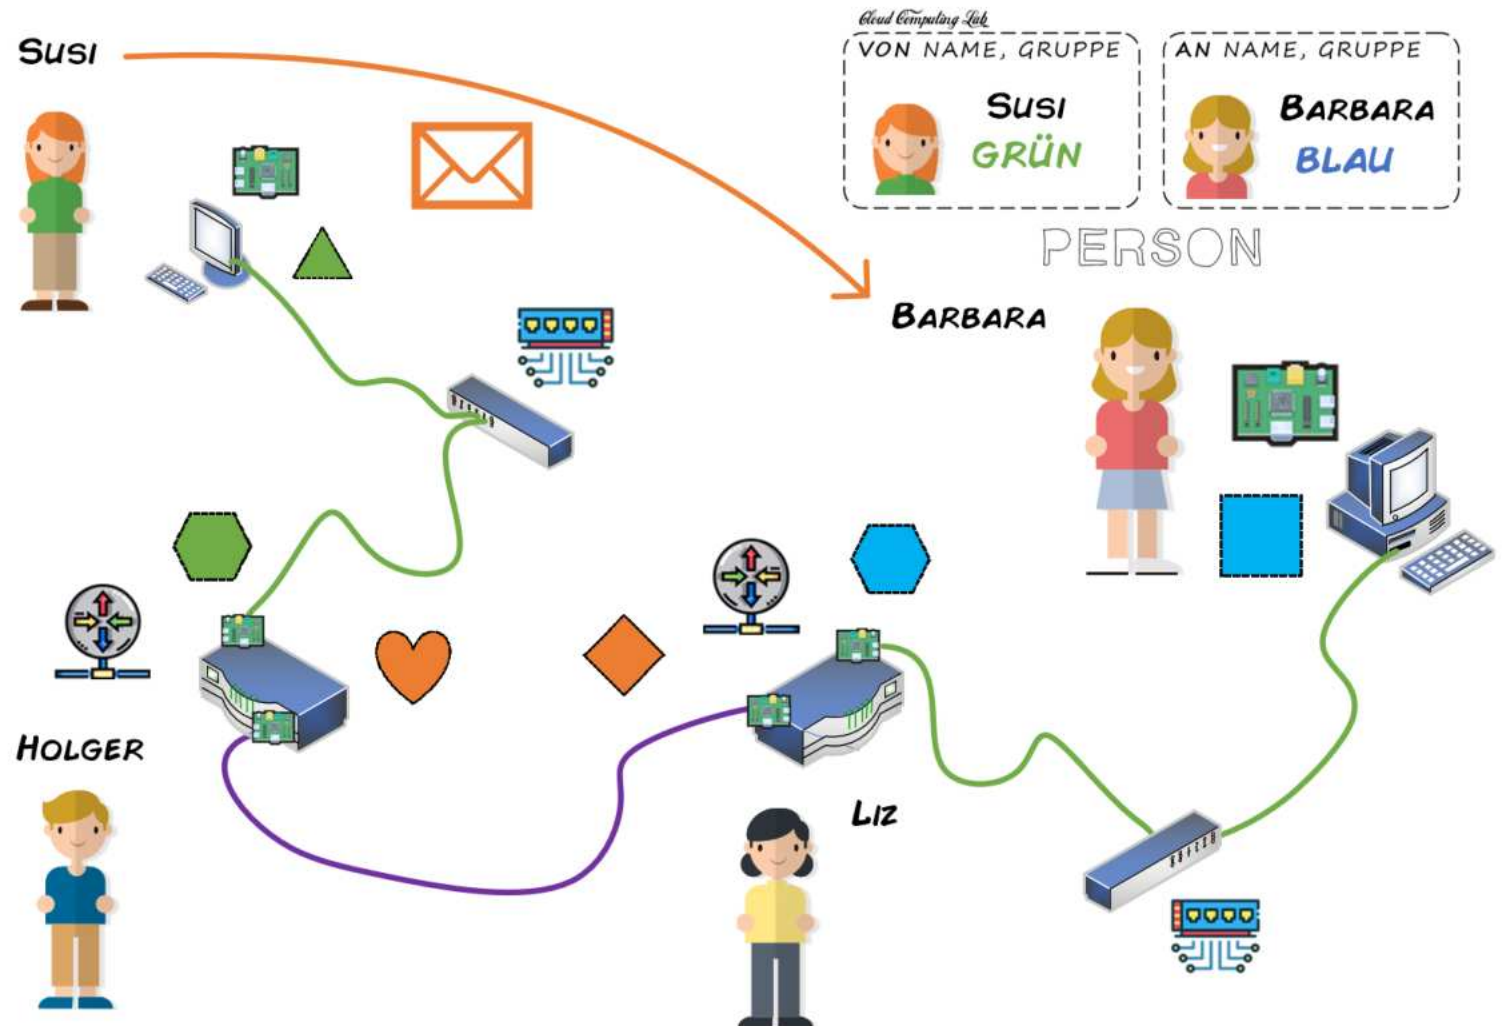 Susi
Cloud Computing Lab
VON NAME, GRUPPE
Susi
GRÜN
AN NAME, GRUPPE
BARBARA
BLAU
PERSON
BARBARA
HOLGER
LIZ